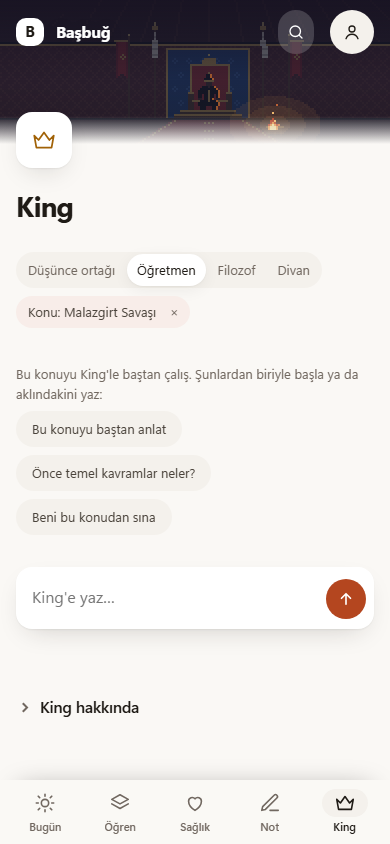 B
Başbuğ
King
Düşünce ortağı
Öğretmen
Filozof
Divan
Konu: Malazgirt Savaşı ×
Bu konuyu King'le baştan çalış. Şunlardan biriyle başla ya da
aklındakini yaz:
Bu konuyu baştan anlat
Önce temel kavramlar neler?
Beni bu konudan sına
King'e yaz...
King hakkında
Bugün
Öğren
Sağlık
Not
King